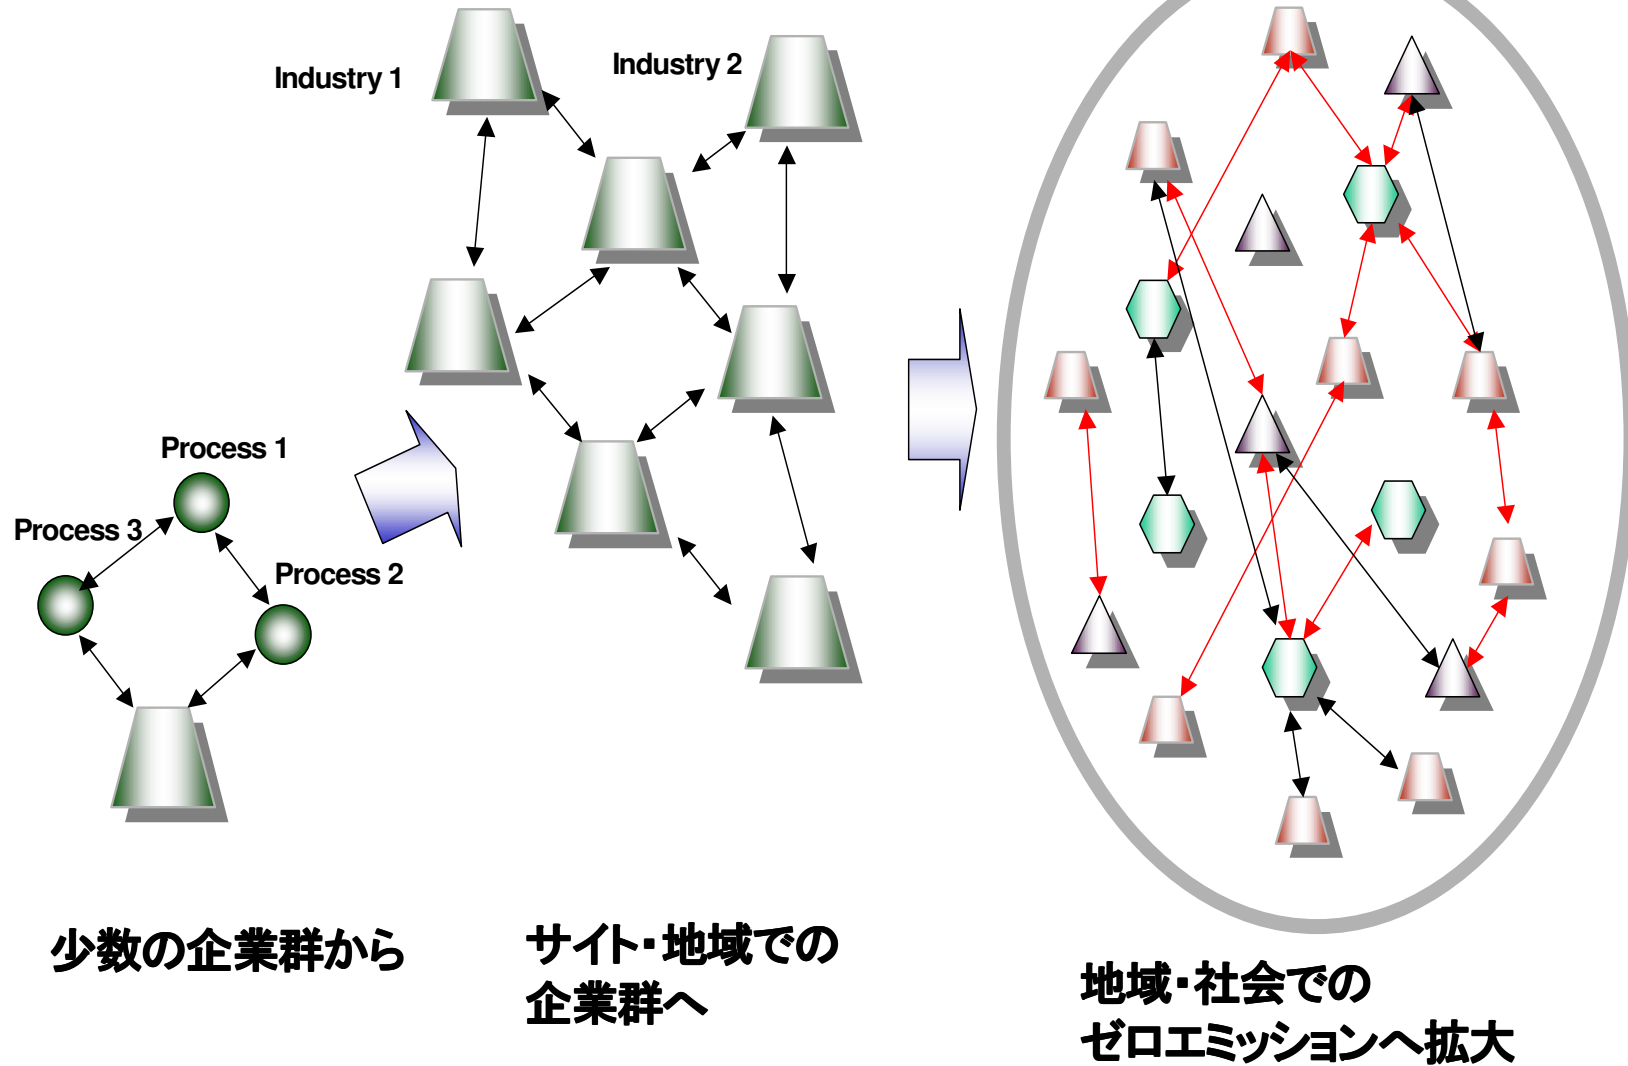 Industry 1
Industry 2
Process 1
Process 3
Process 2
少数の企業群から
サイト・地域での
企業群へ
地域・社会での
ゼロエミッションへ拡大